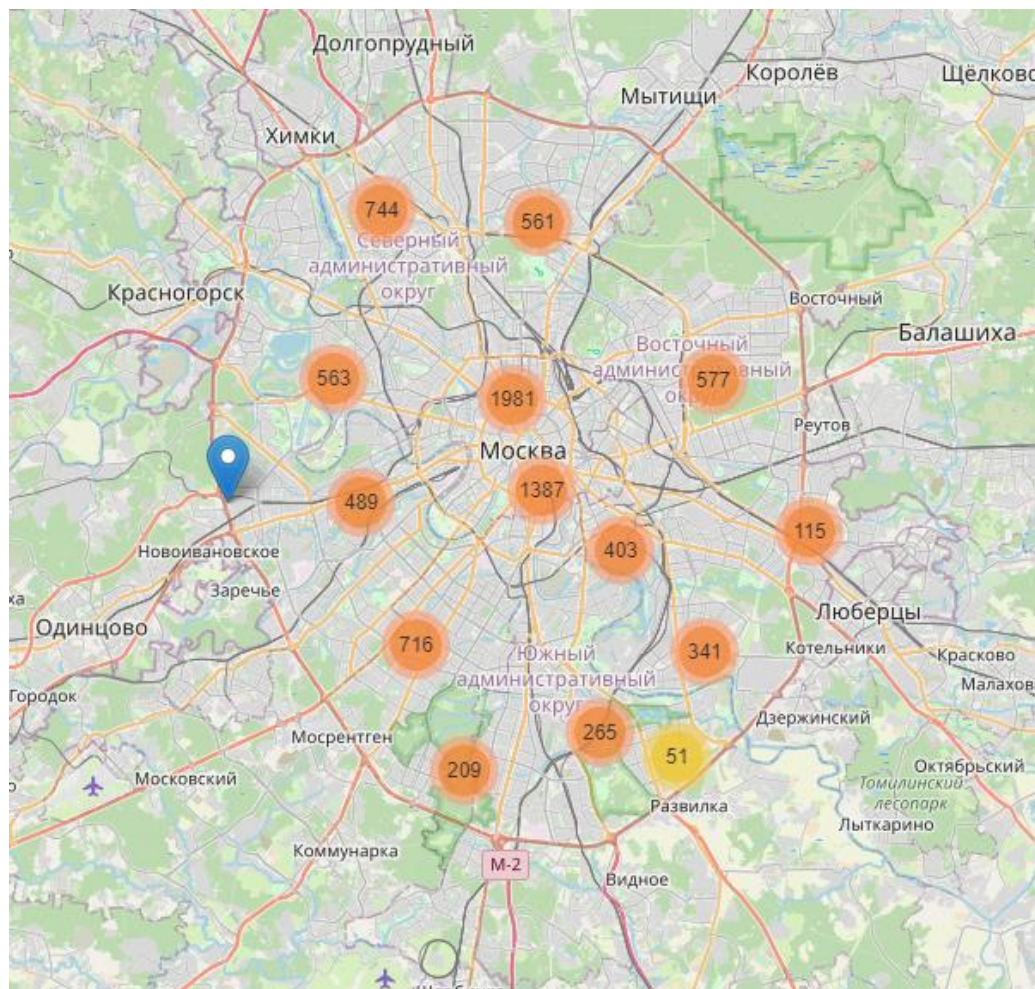 Долгопрудный
Королёв
Щёлково
Мытищи
Химки
744
561
Северный
административный
округ
Красногорск
Восточный
Балашиха
Восточный
административный
округ
563
577
1981
Реутов
Москва
489
1387
115
403
Новоивановское
Заречье
Люберцы
Одинцово
716
341
Котельники
Красково
Южный
административный
округ
Малахов
Городок
265
Дзержинский
Мосрентген
51
209
Октябрьский
Московский
Томилинский
лесопарк
Развилка
Лыткарино
Коммунарка
М-2
Видное